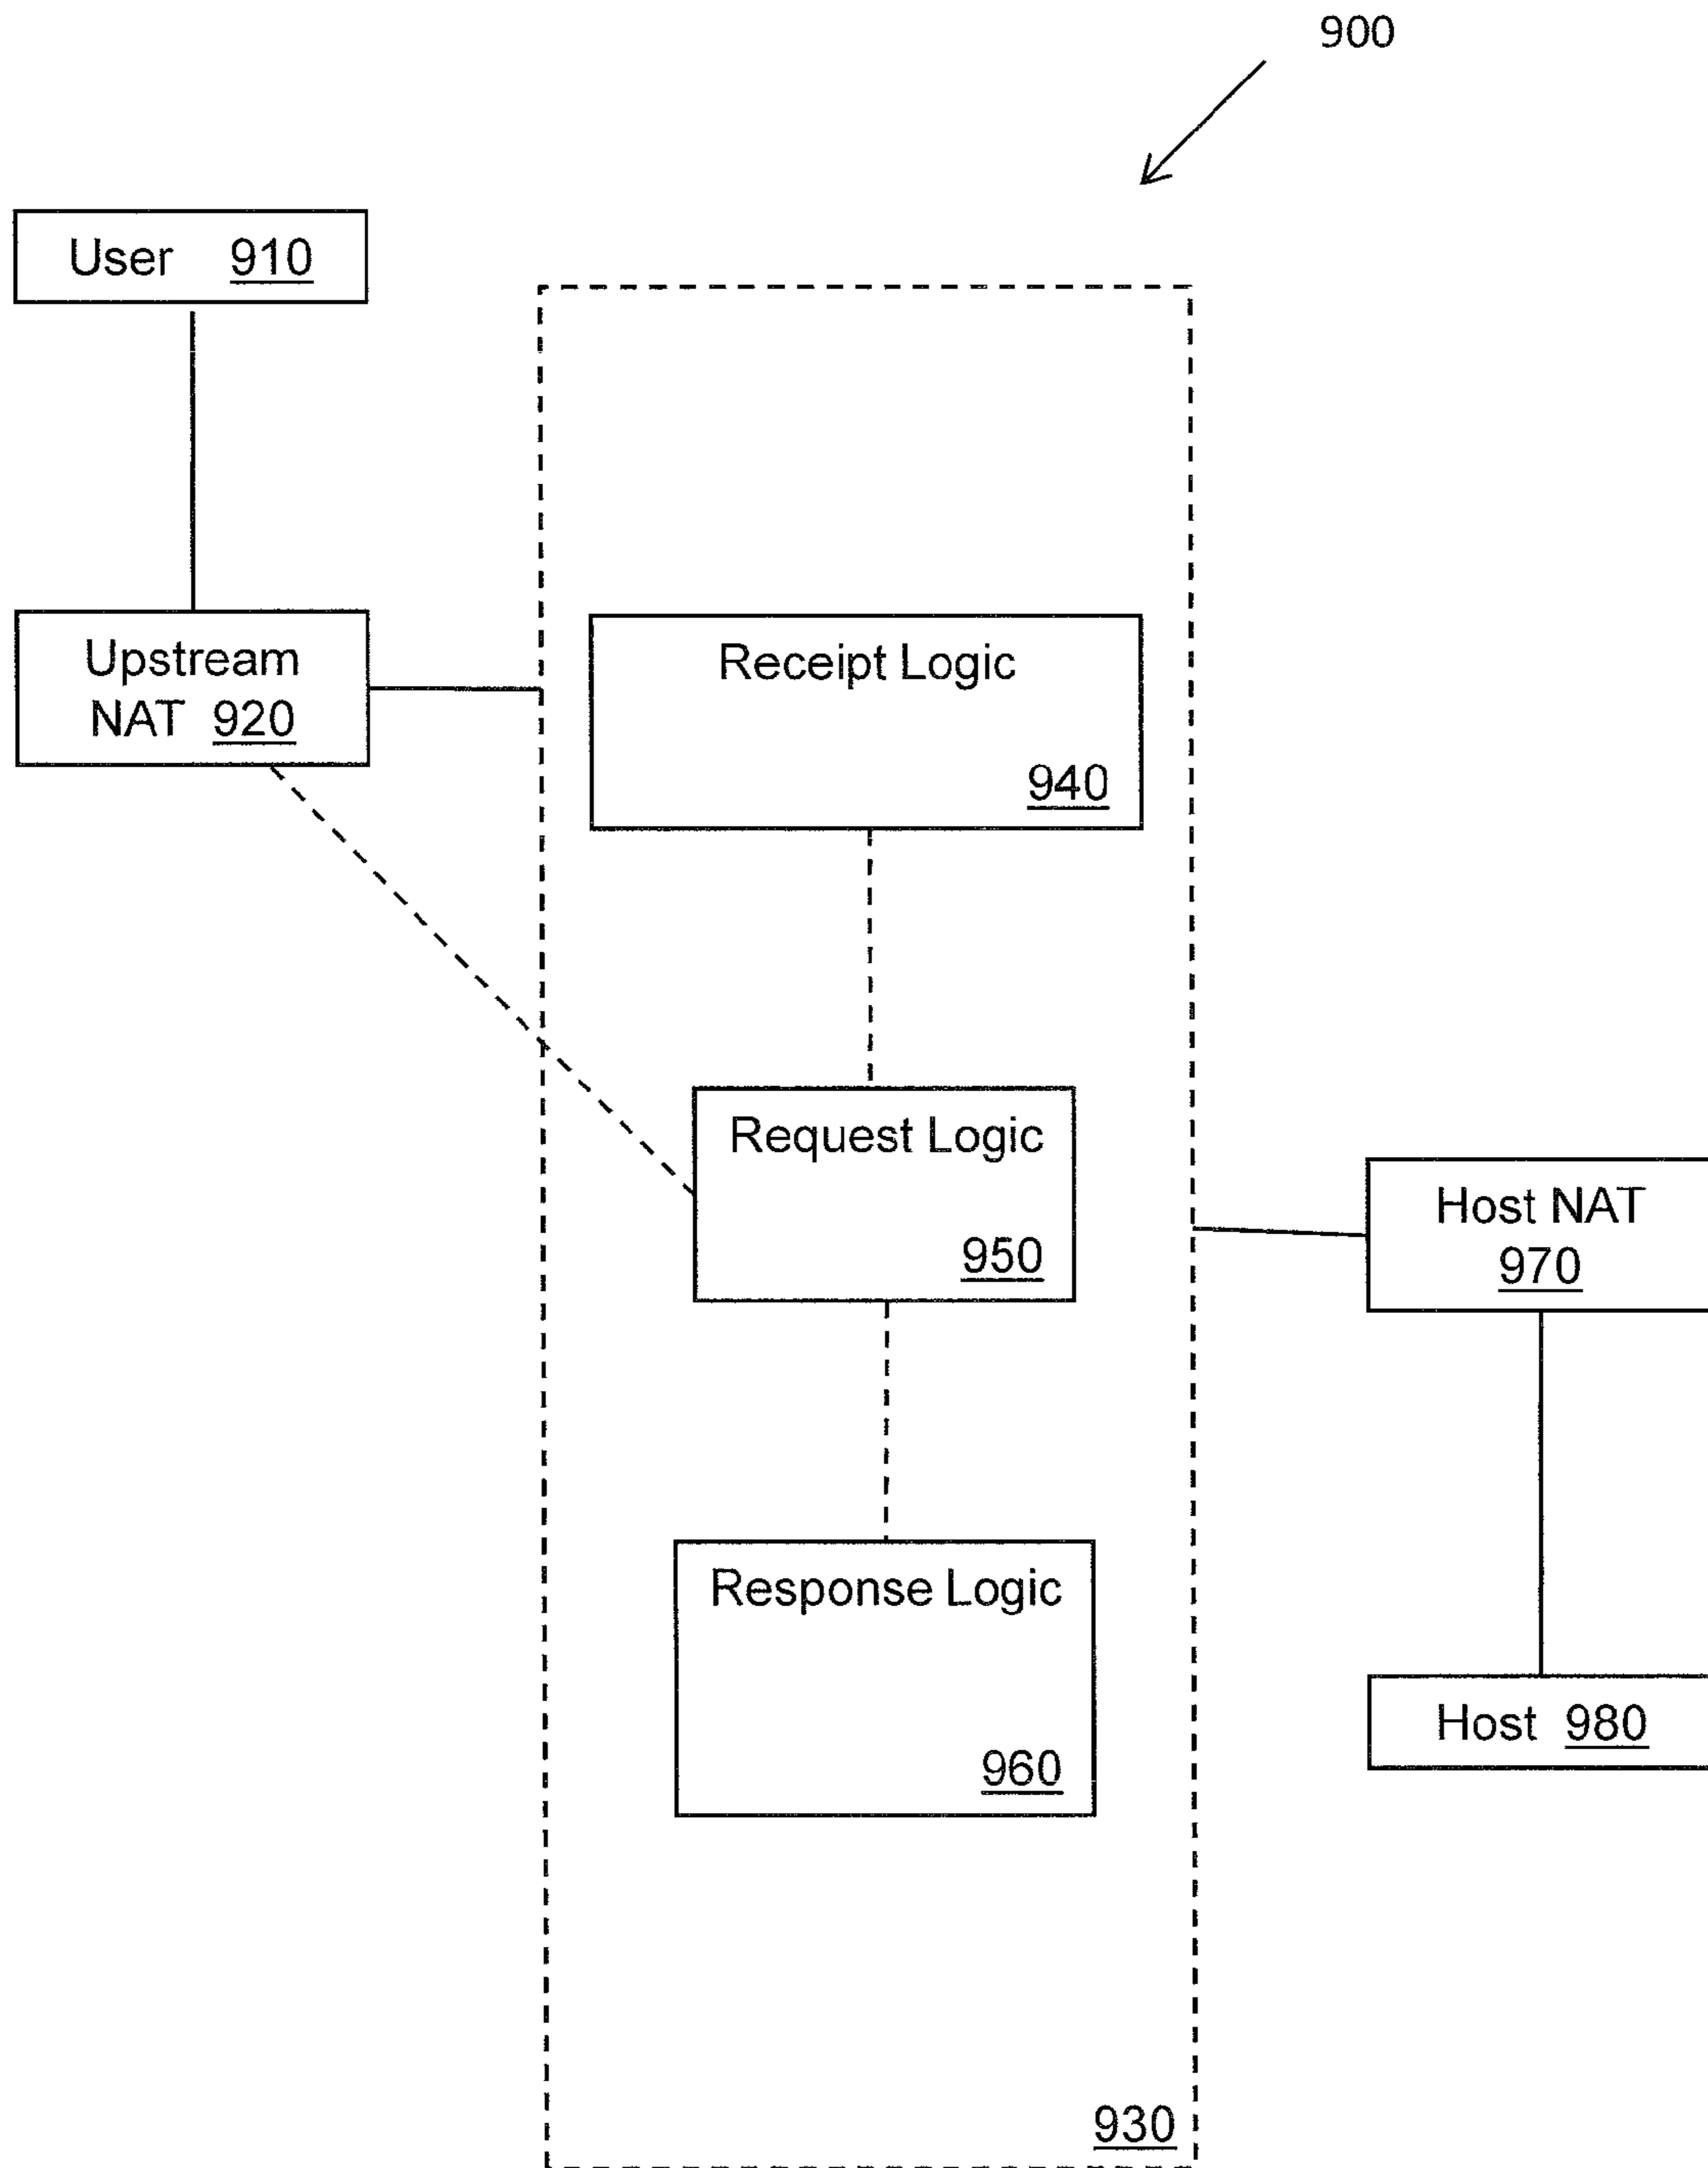 900
User 910
Upstream
NAT 920
Receipt Logic
940
Request Logic
950
Host NAT
970
Response Logic
960
Host 980
930